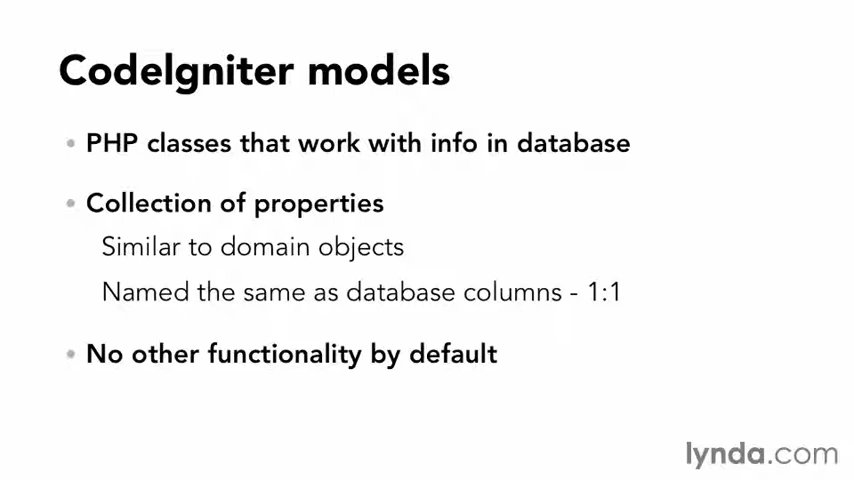 CodeIgniter models
• PHP classes that work with info in database
• Collection of properties
Similar to domain objects
Named the same as database columns - 1:1
• No other functionality by default
lynda.com